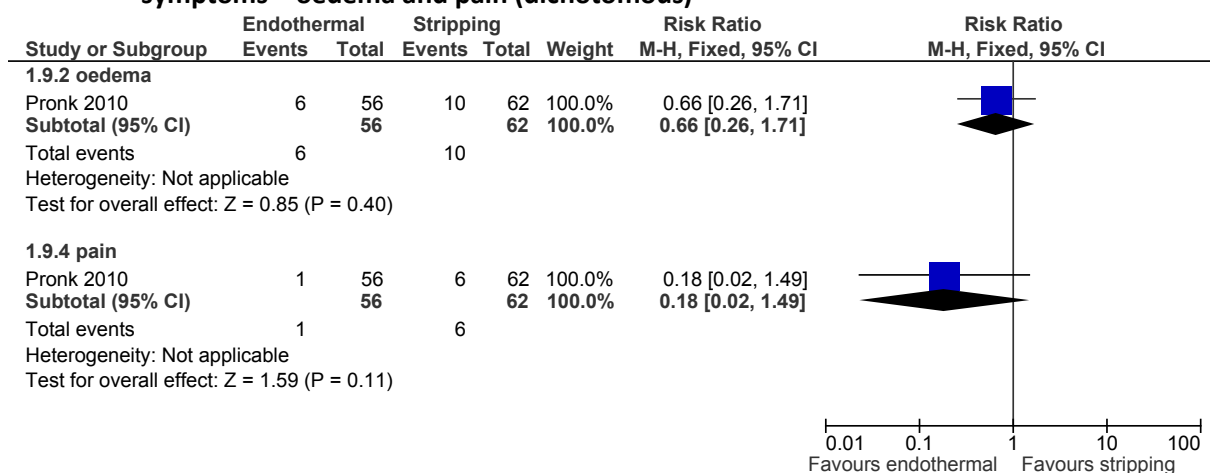 symptoms – oedema and pain (dichotomous)
Endothermal Stripping Risk Ratio Risk Ratio
Study or Subgroup Events Total Events Total Weight M-H, Fixed, 95% CI M-H, Fixed, 95% CI
1.9.2 oedema
Pronk 2010 6 56 10 62 100.0% 0.66 [0.26, 1.71]
Subtotal (95% CI) 56 62 100.0% 0.66 [0.26, 1.71]
Total events 6 10
Heterogeneity: Not applicable
Test for overall effect: Z = 0.85 (P = 0.40)
1.9.4 pain
Pronk 2010 1 56 6 62 100.0% 0.18 [0.02, 1.49]
Subtotal (95% CI) 56 62 100.0% 0.18 [0.02, 1.49]
Total events 1 6
Heterogeneity: Not applicable
Test for overall effect: Z = 1.59 (P = 0.11)
0.01 0.1 1 10 100
Favours endothermal Favours stripping